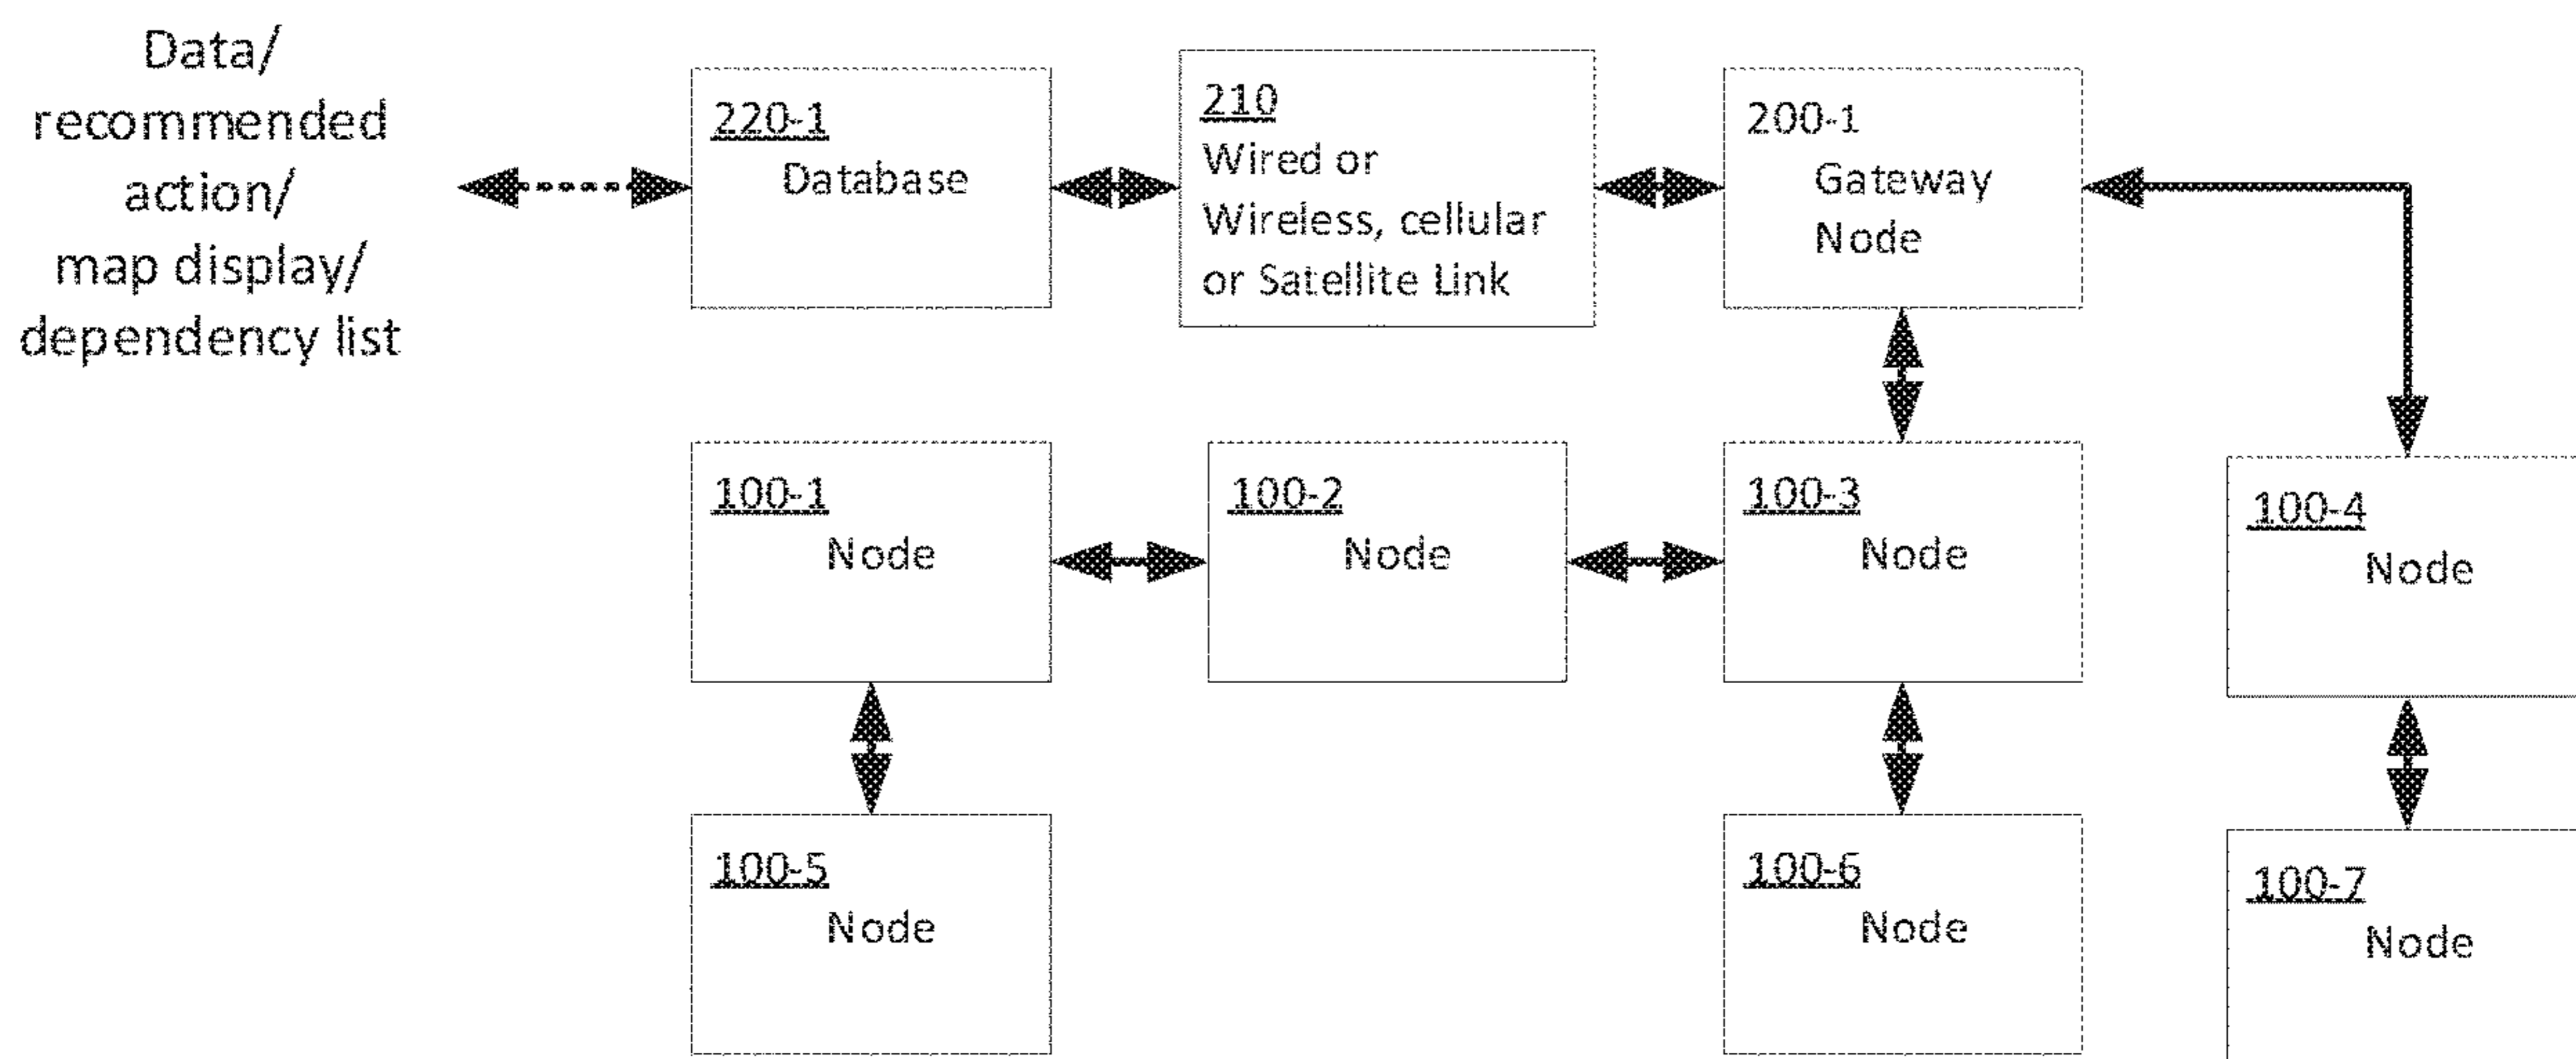 Data/
recommended
action/
map display/
dependency list
220-1
Database
210
Wired or
Wireless, cellular
or Satellite Link
200-1
Gateway
Node
100-1
Node
100-2
Node
100-3
Node
100-4
Node
100-5
Node
100-6
Node
100-7
Node